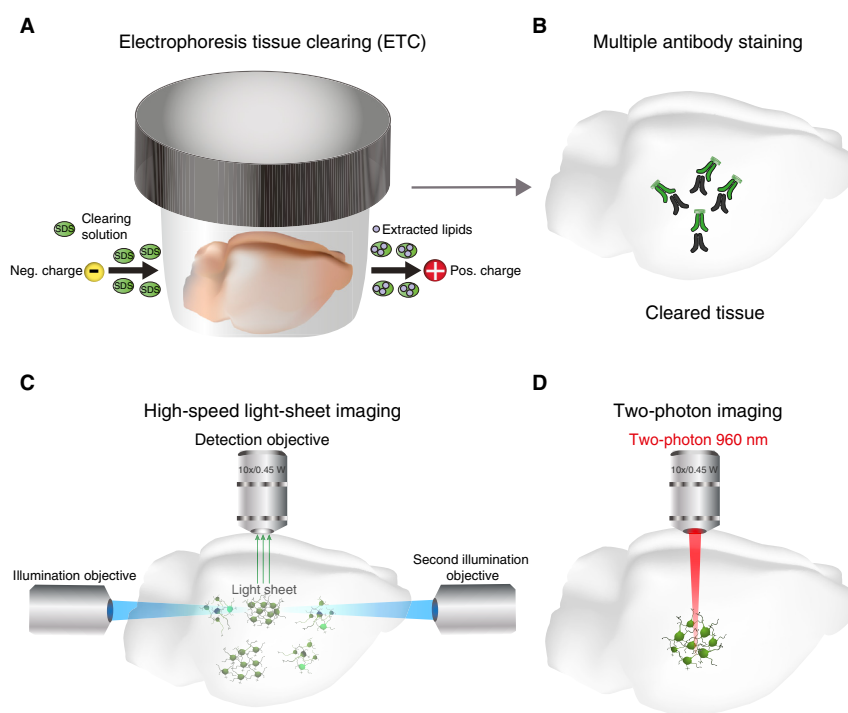 A
Electrophoresis tissue clearing (ETC)
Clearing
solution
SDS
SDS
SDS
Neg. charge
-
SDS
SDS
Extracted lipids
+
Pos. charge
B
Multiple antibody staining
Cleared tissue
C
High-speed light-sheet imaging
Detection objective
10x/0.45 W
Illumination objective
Light sheet
Second illumination
objective
D
Two-photon imaging
Two-photon 960 nm
10x/0.45 W